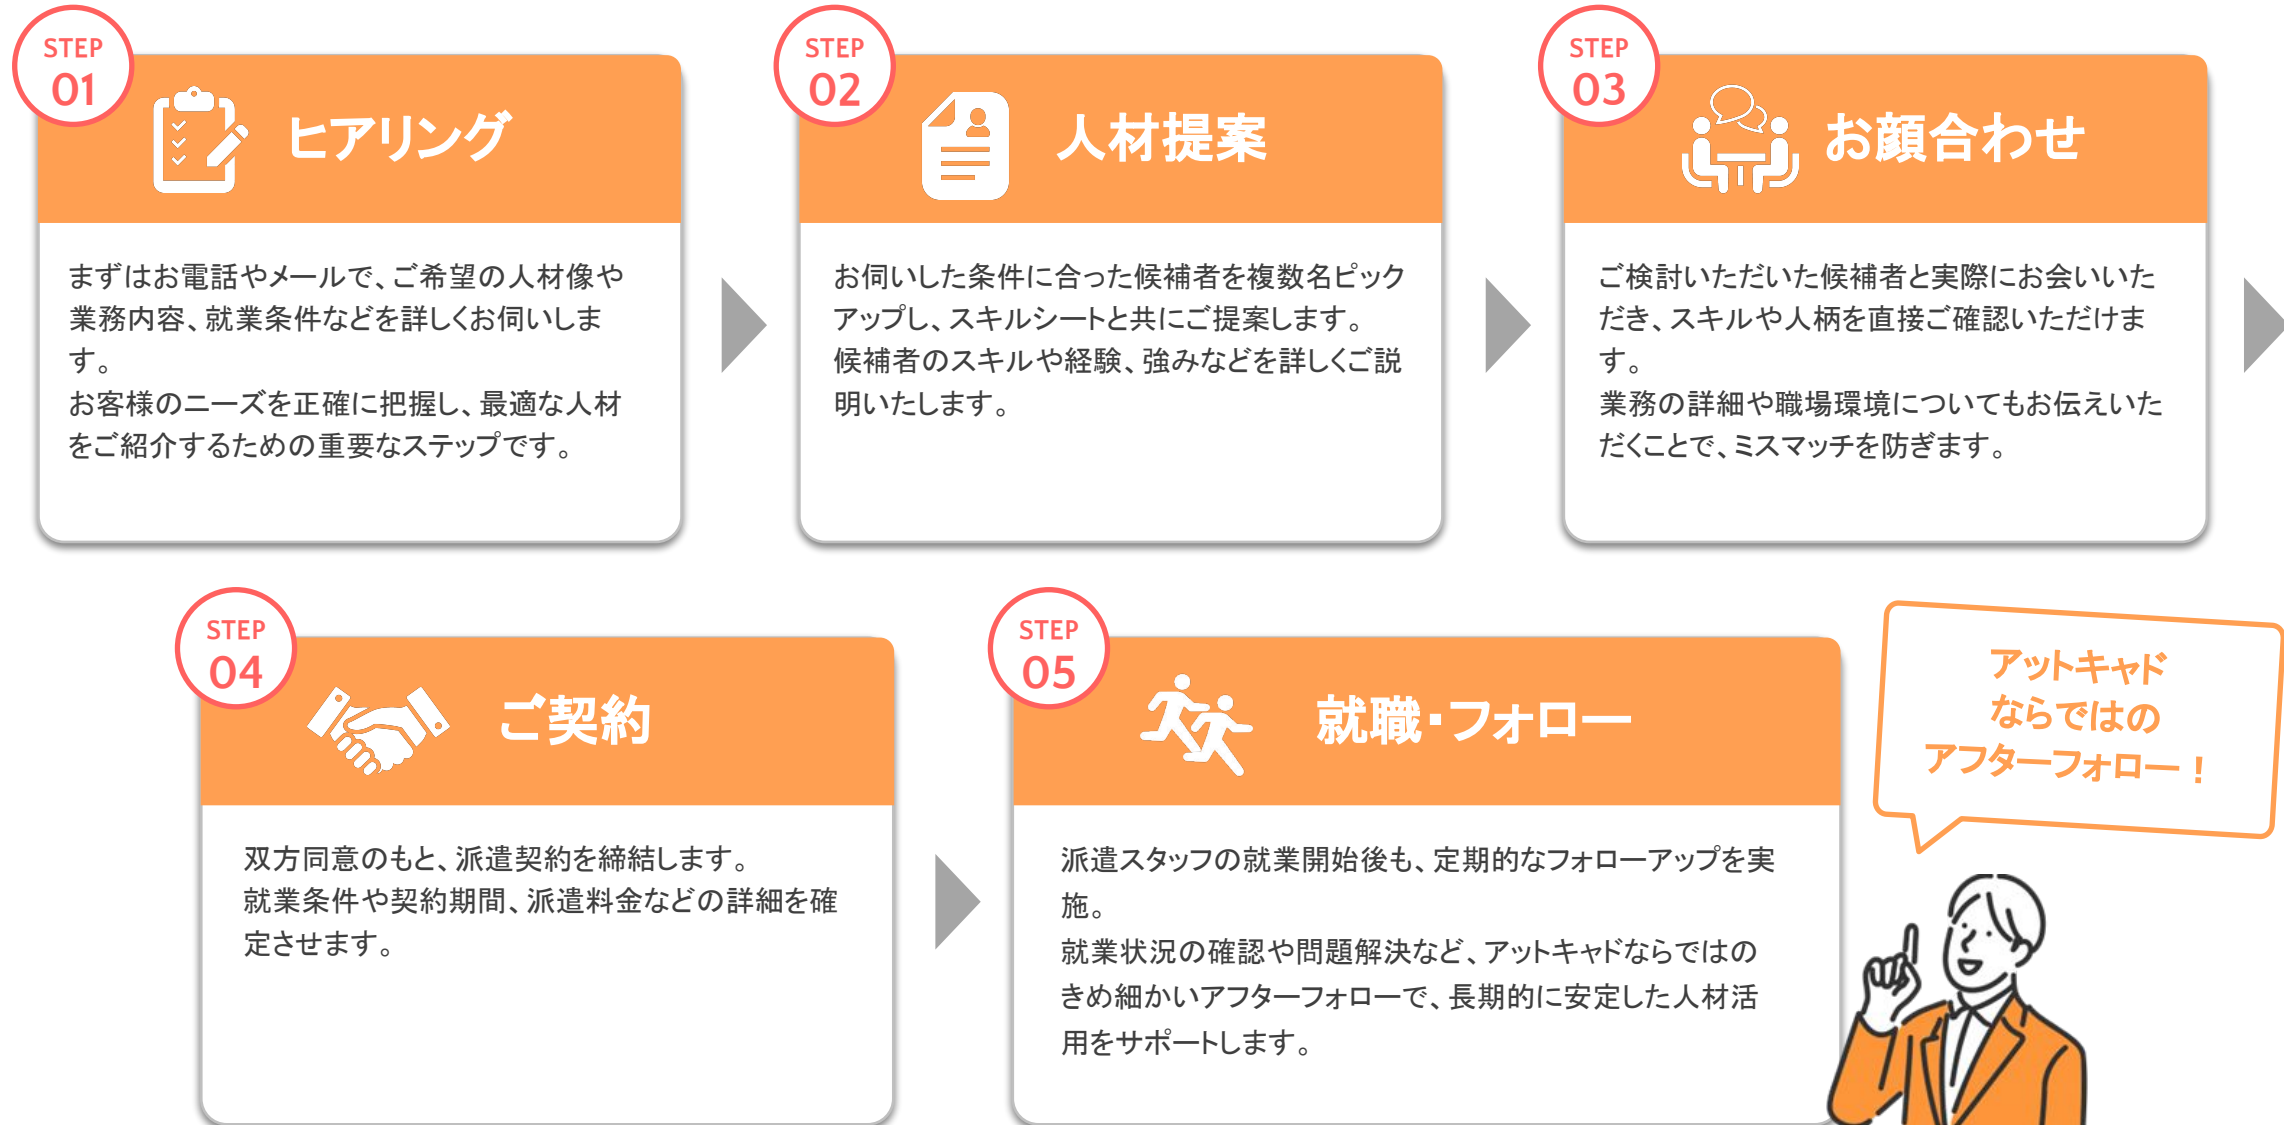 STEP
01
ヒアリング
まずはお電話やメールで、ご希望の人材像や
業務内容、就業条件などを詳しくお伺いしま
す。
お客様のニーズを正確に把握し、最適な人材
をご紹介するための重要なステップです。
STEP
02
人材提案
お伺いした条件に合った候補者を複数名ピック
アップし、スキルシートと共にご提案します。
候補者のスキルや経験、強みなどを詳しくご説
明いたします。
STEP
03
お顔合わせ
ご検討いただいた候補者と実際にお会いいた
だき、スキルや人柄を直接ご確認いただけま
す。
業務の詳細や職場環境についてもお伝えいた
だくことで、ミスマッチを防ぎます。
STEP
04
ご契約
双方同意のもと、派遣契約を締結します。
就業条件や契約期間、派遣料金などの詳細を確
定させます。
STEP
05
就職・フォロー
派遣スタッフの就業開始後も、定期的なフォローアップを実
施。
就業状況の確認や問題解決など、アットキャドならではの
きめ細かいアフターフォローで、長期的に安定した人材活
用をサポートします。
アットキャド
ならではの
アフターフォロー！